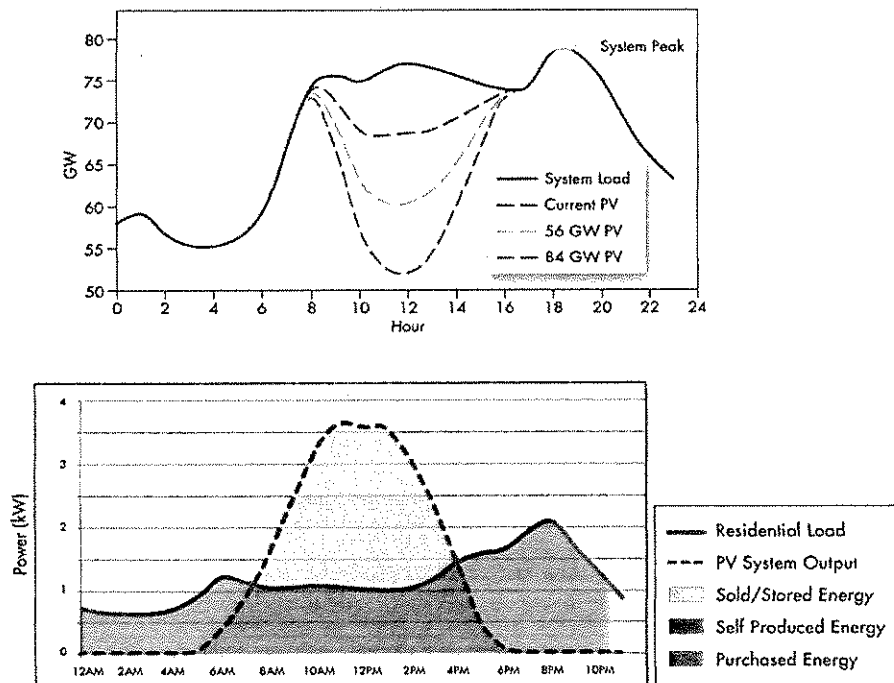 80
75
70
65
60
55
50
GW
System Peak
System Load
Current PV
56 GW PV
84 GW PV
0 2 4 6 8 10 12 14 16 18 20 22 24
Hour
4
3
2
1
0
Power (kW)
12AM 2AM 4AM 6AM 8AM 10AM 12PM 2PM 4PM 6PM 8PM 10PM
Residential Load
PV System Output
Sold/Stored Energy
Self Produced Energy
Purchased Energy